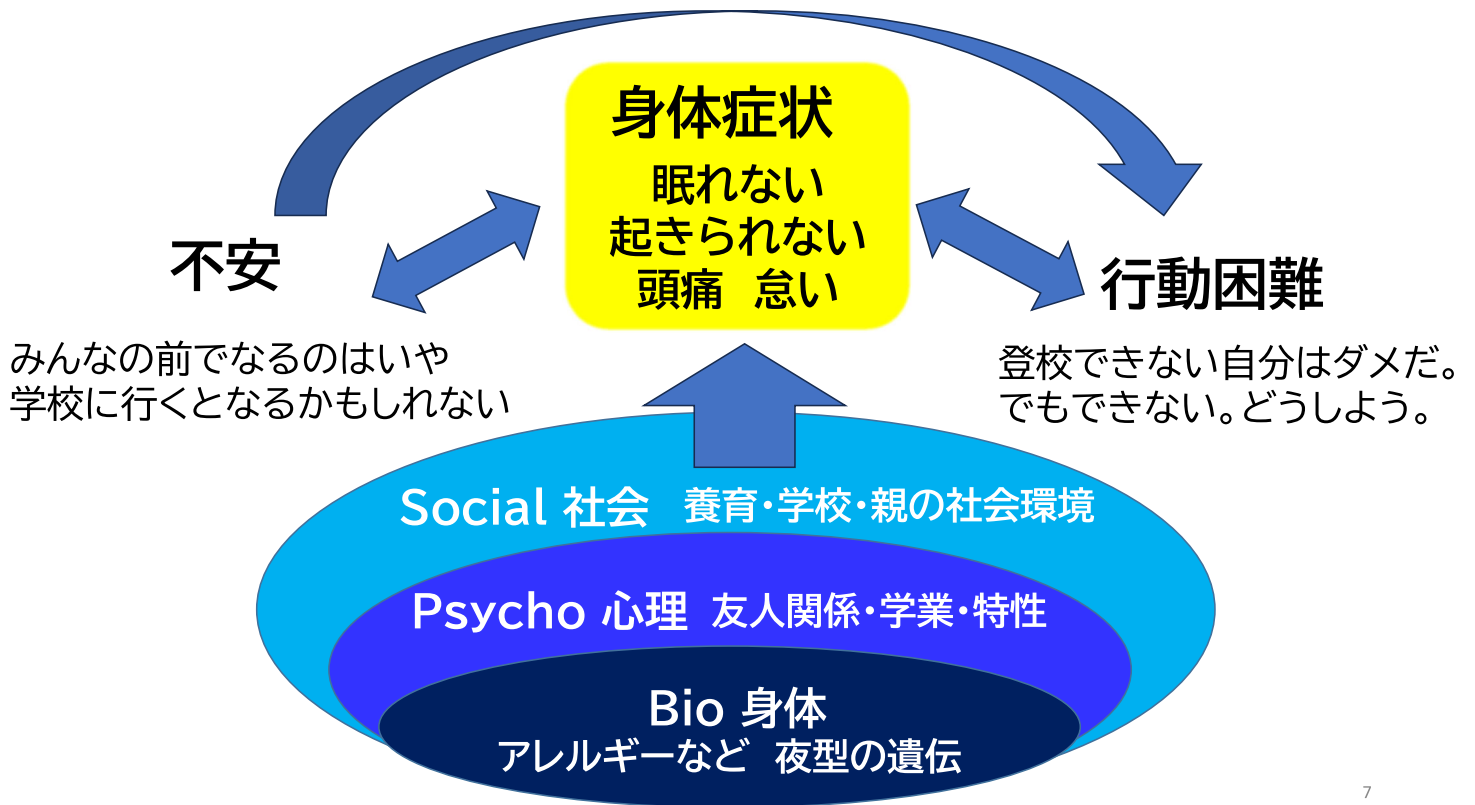 身体症状
眠れない
起きられない
頭痛　怠い
不安
みんなの前でなるのはいや
学校に行くとなるかもしれない
行動困難
登校できない自分はダメだ。
でもできない。どうしよう。
Social 社会　養育・学校・親の社会環境
Psycho 心理　友人関係・学業・特性
Bio 身体
アレルギーなど　夜型の遺伝
7